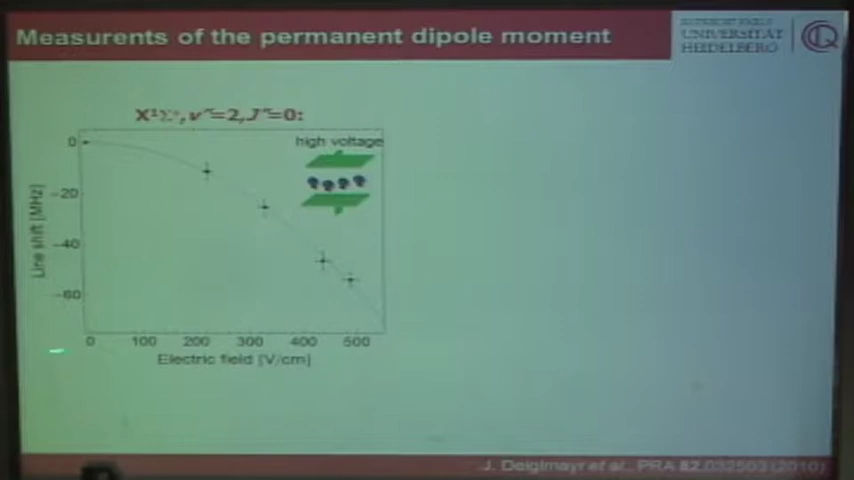 Measurents of the permanent dipole moment
UNIVERSITÄT
HEIDELBERG
X¹Σ⁺, v"=2, J"=0:
high voltage
0
-20
-40
-60
Line shift [MHz]
0 100 200 300 400 500
Electric field [V/cm]
J. Deiglmayr et al., PRA 82, 032503 (2010)